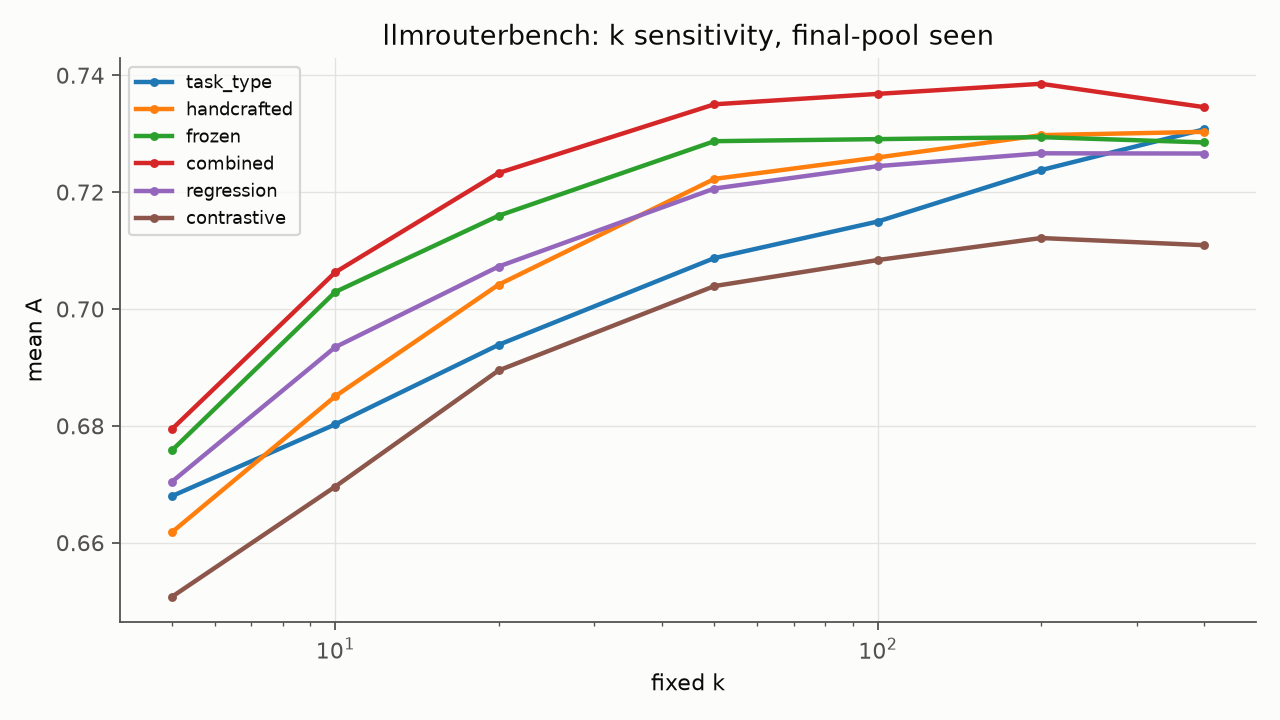 llmrouterbench: k sensitivity, final-pool seen
task_type
handcrafted
frozen
combined
regression
contrastive
0.74
0.72
0.70
0.68
0.66
mean A
10¹
10²
fixed k